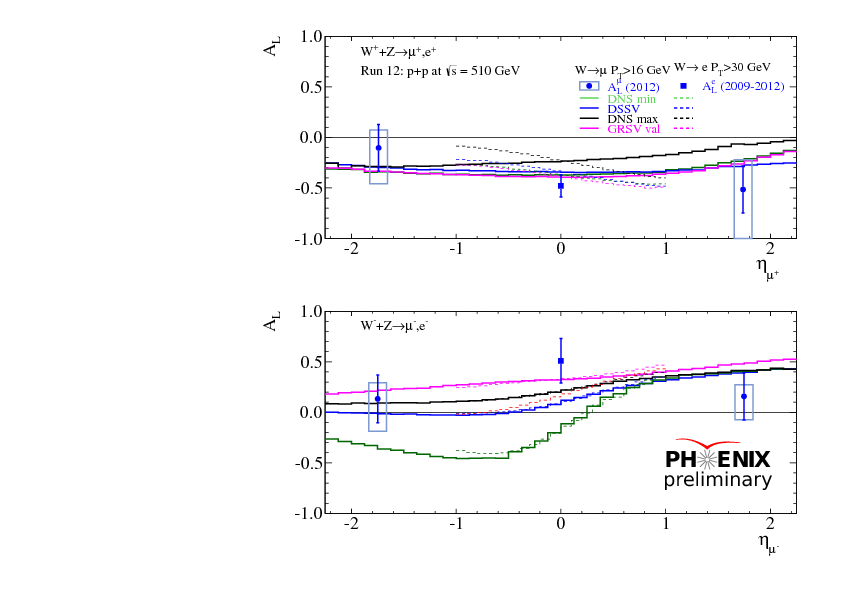 A_L
1.0
0.5
0.0
-0.5
-1.0
W⁺+Z→μ⁺,e⁺
Run 12: p+p at √s = 510 GeV
W→μ P_T>16 GeV W→ e P_T>30 GeV
A_L^μ (2012) A_L^e (2009-2012)
DNS min
DSSV
DNS max
GRSV val
-2 -1 0 1 2
η_μ⁺
A_L
1.0
0.5
0.0
-0.5
-1.0
W⁻+Z→μ⁻,e⁻
PHENIX
preliminary
-2 -1 0 1 2
η_μ⁻